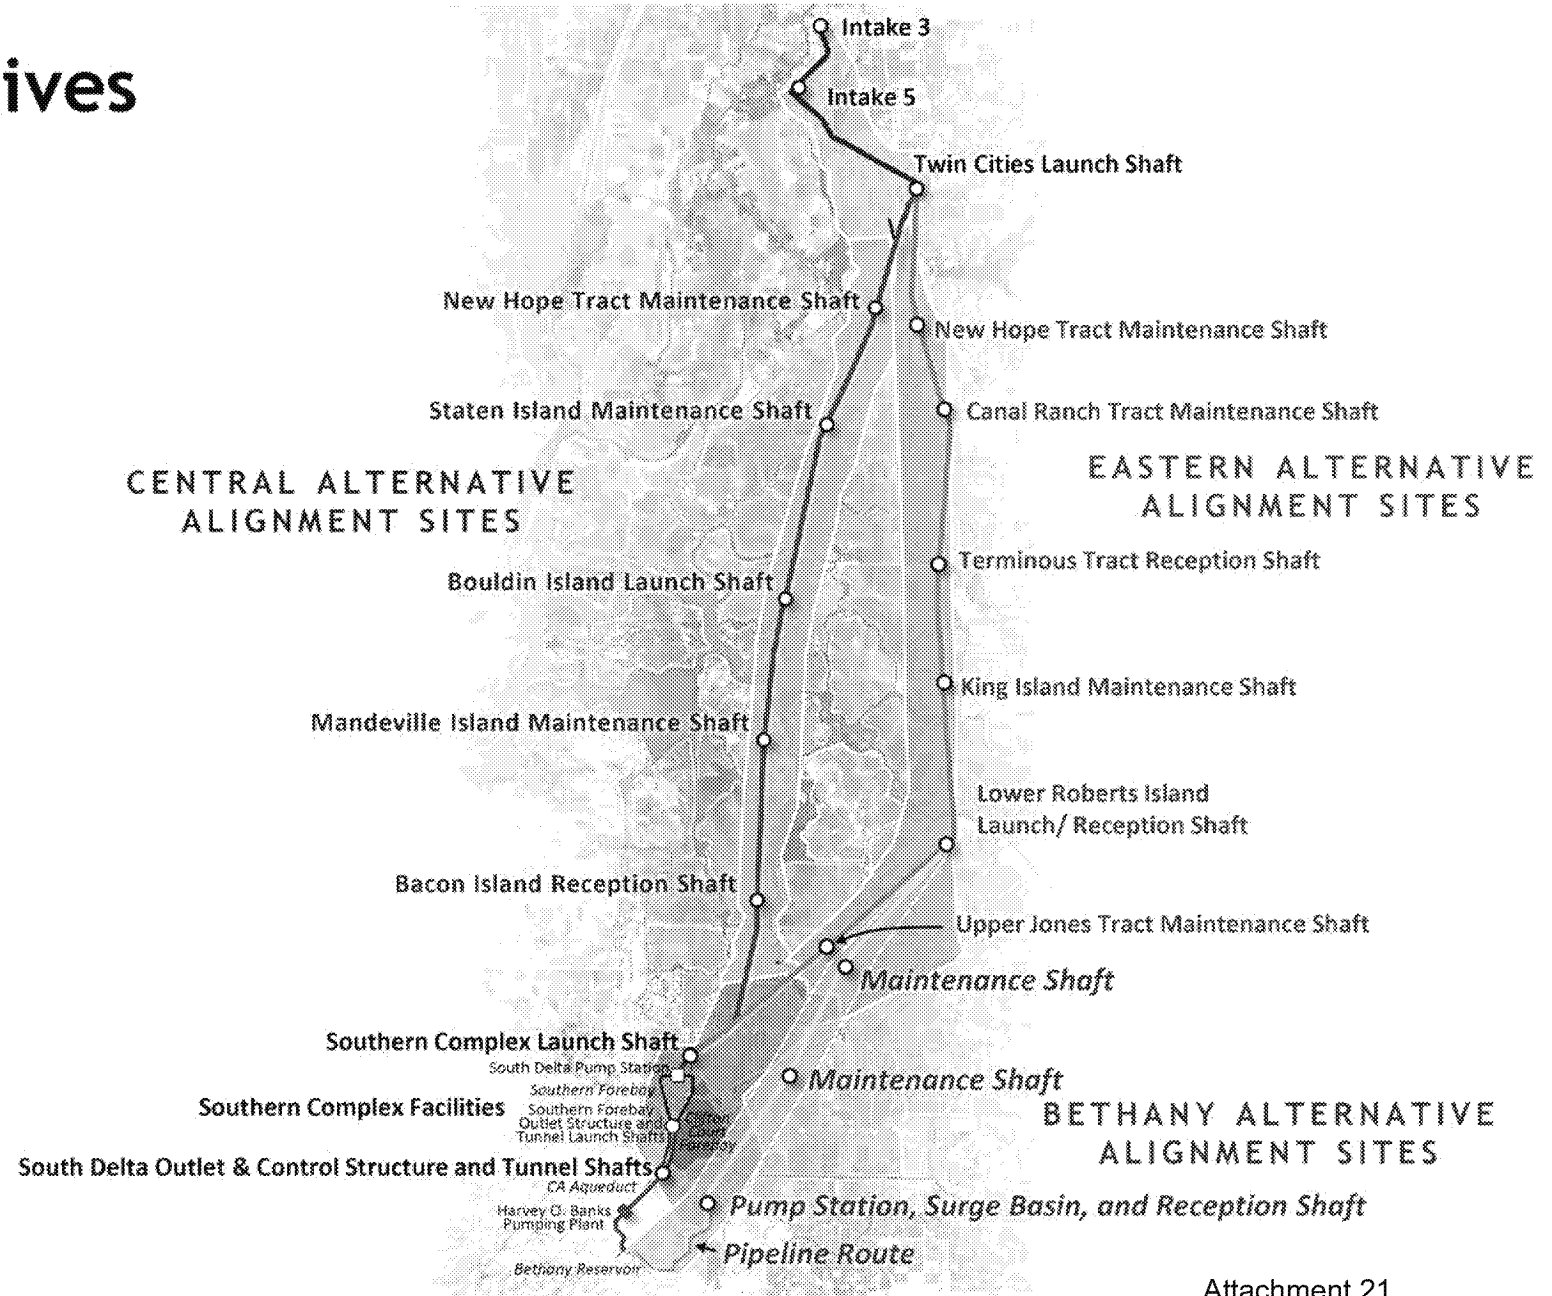 Intake 3
ives
Intake 5
Twin Cities Launch Shaft
New Hope Tract Maintenance Shaft
New Hope Tract Maintenance Shaft
Staten Island Maintenance Shaft
Canal Ranch Tract Maintenance Shaft
CENTRAL ALTERNATIVE
ALIGNMENT SITES
EASTERN ALTERNATIVE
ALIGNMENT SITES
Terminous Tract Reception Shaft
Bouldin Island Launch Shaft
King Island Maintenance Shaft
Mandeville Island Maintenance Shaft
Lower Roberts Island
Launch/ Reception Shaft
Bacon Island Reception Shaft
Upper Jones Tract Maintenance Shaft
Maintenance Shaft
Southern Complex Launch Shaft
South Delta Pump Station
Maintenance Shaft
Southern Forebay
Southern Complex Facilities
Southern Forebay
Outlet Structure and
Tunnel Launch Shafts
Clifton
Court
Forebay
BETHANY ALTERNATIVE
ALIGNMENT SITES
South Delta Outlet & Control Structure and Tunnel Shafts
CA Aqueduct
Harvey O. Banks
Pumping Plant
Pump Station, Surge Basin, and Reception Shaft
Pipeline Route
Bethany Reservoir
Attachment 21